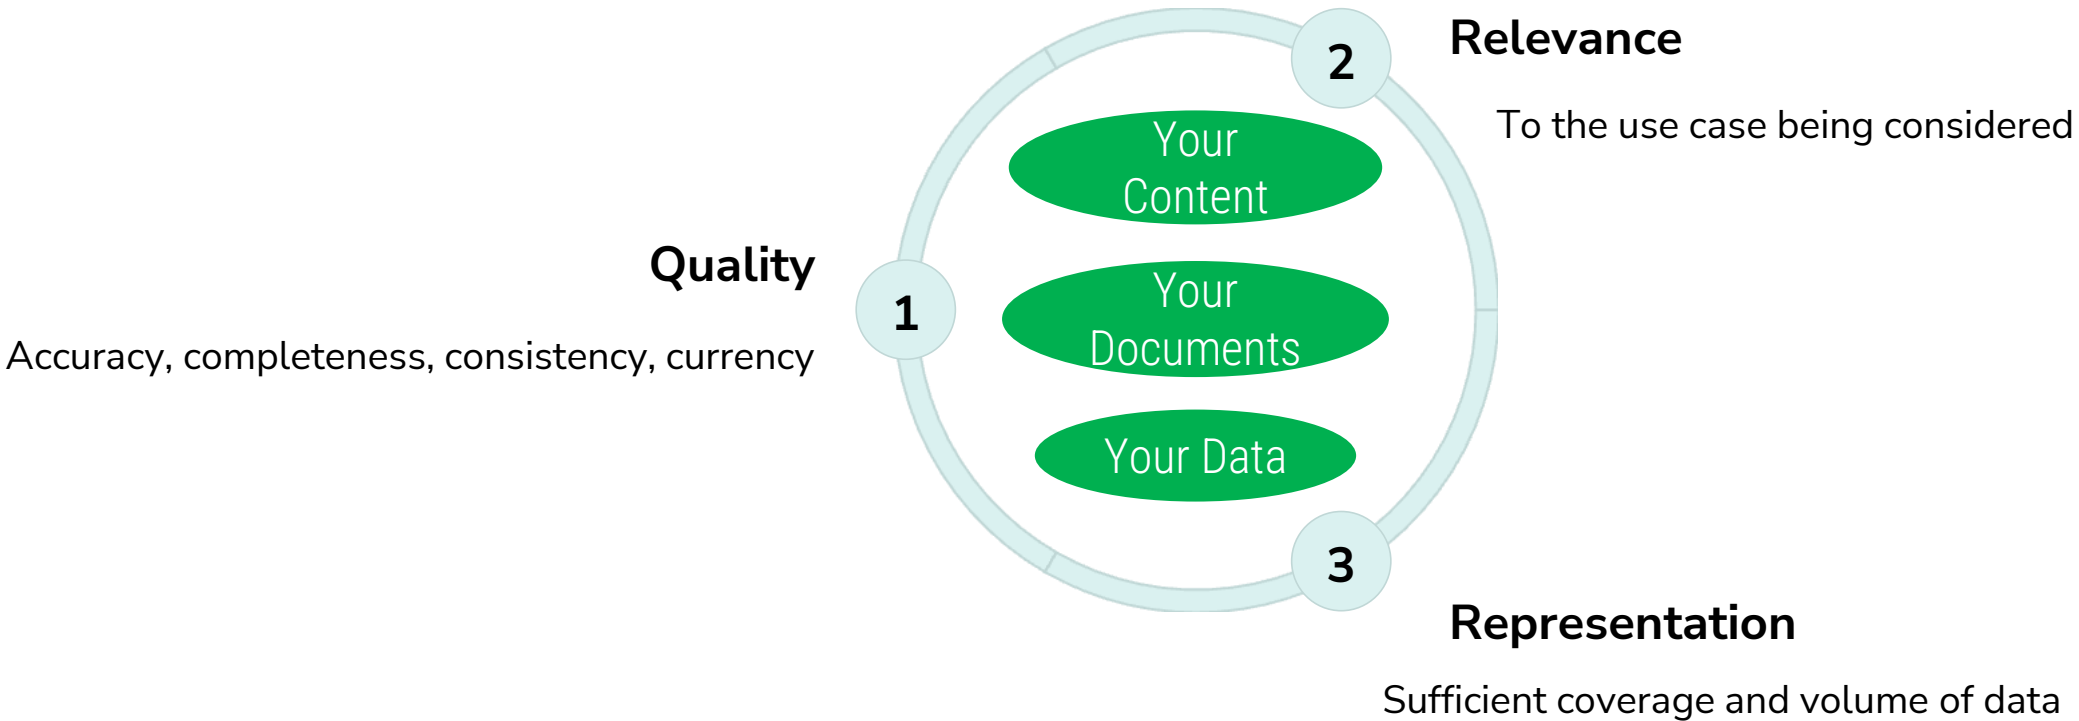 Quality
Accuracy, completeness, consistency, currency
1
2
Relevance
To the use case being considered
Your
Content
Your
Documents
Your Data
3
Representation
Sufficient coverage and volume of data